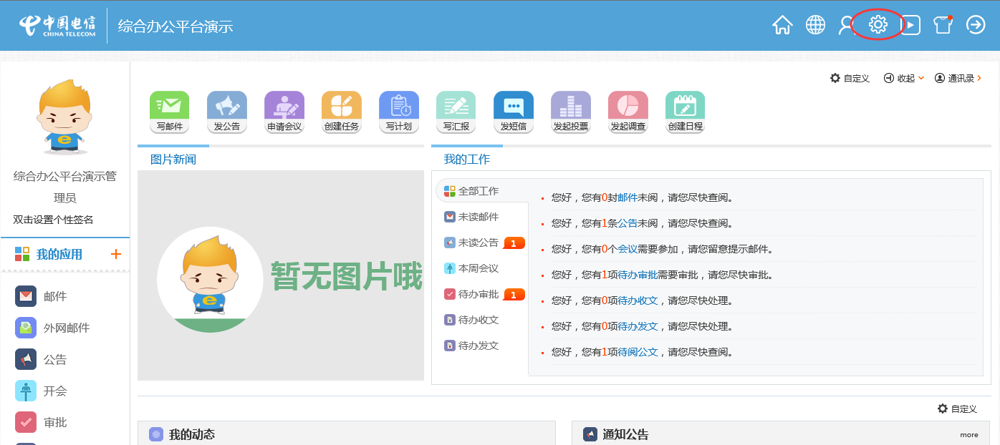 中国电信
CHINA TELECOM
综合办公平台演示
自定义
收起
通讯录
写邮件
发公告
申请会议
创建任务
写计划
写汇报
发短信
发起投票
发起调查
创建日程
综合办公平台演示管
理员
双击设置个性签名
我的应用
邮件
外网邮件
公告
开会
审批
图片新闻
暂无图片哦
我的工作
全部工作
未读邮件
未读公告 1
本周会议
待办审批 1
待办收文
待办发文
您好，您有0封邮件未阅，请您尽快查阅。
您好，您有1条公告未阅，请您尽快查阅。
您好，您有0个会议需要参加，请您留意提示邮件。
您好，您有1项待办审批需要审批，请您尽快审批。
您好，您有0项待办收文，请您尽快处理。
您好，您有0项待办发文，请您尽快处理。
您好，您有1项待阅公文，请您尽快查阅。
自定义
我的动态
通知公告
more